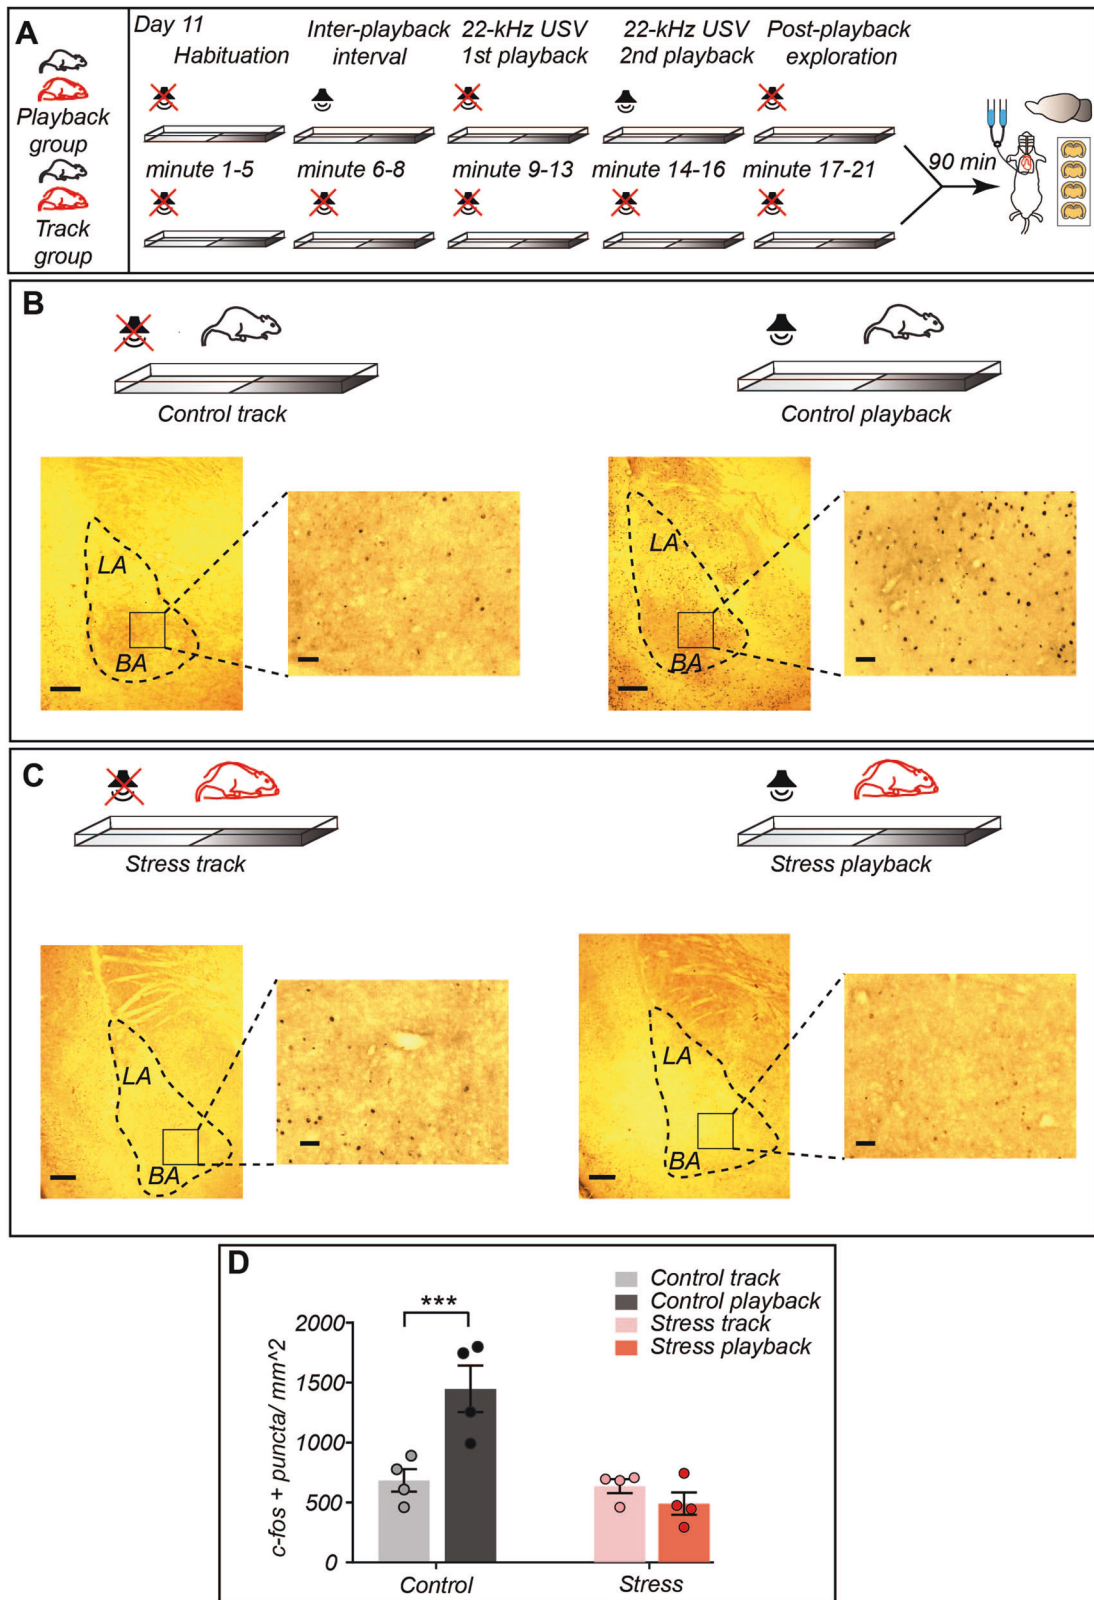 A
Day 11
Habituation
Inter-playback
interval
22-kHz USV
1st playback
22-kHz USV
2nd playback
Post-playback
exploration
Playback
group
minute 1-5
minute 6-8
minute 9-13
minute 14-16
minute 17-21
90 min
Track
group
B
Control track
Control playback
LA
BA
LA
BA
C
Stress track
Stress playback
LA
BA
LA
BA
D
Control track
Control playback
Stress track
Stress playback
***
c-fos + puncta/ mm^2
2000
1500
1000
500
0
Control
Stress